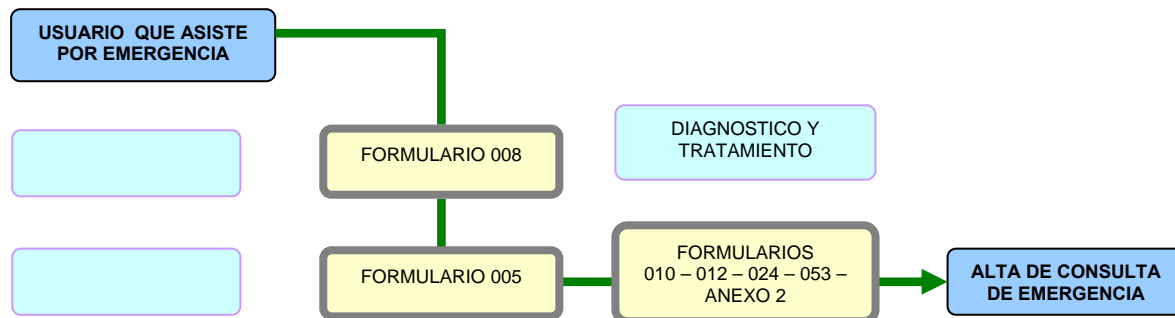 USUARIO QUE ASISTE
POR EMERGENCIA
FORMULARIO 008
DIAGNOSTICO Y
TRATAMIENTO
FORMULARIO 005
FORMULARIOS
010 – 012 – 024 – 053 –
ANEXO 2
ALTA DE CONSULTA
DE EMERGENCIA